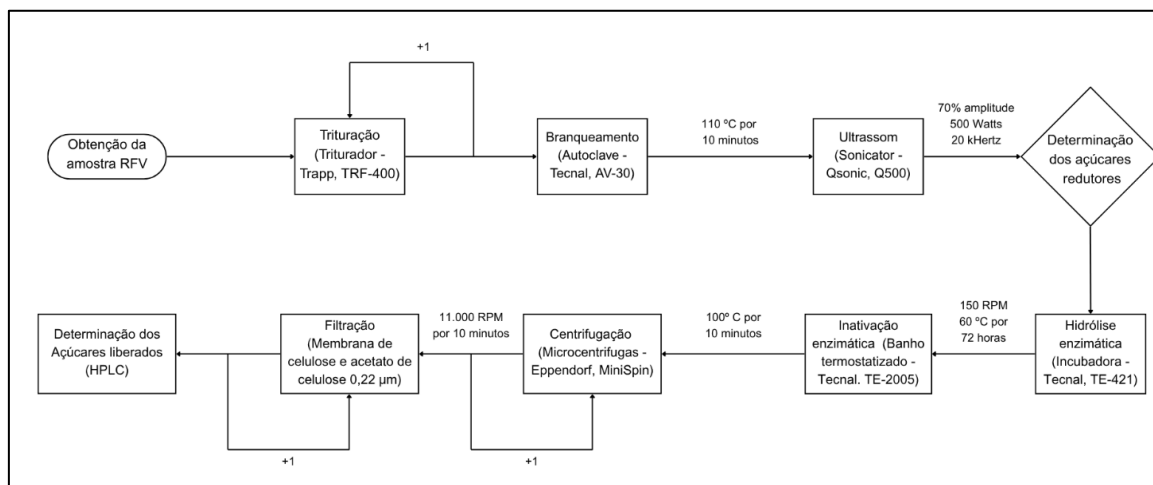 +1
Obtenção da
amostra RFV
Trituração
(Triturador -
Trapp, TRF-400)
Branqueamento
(Autoclave -
Tecnal, AV-30)
110 ºC por
10 minutos
Ultrassom
(Sonicator -
Qsonic, Q500)
70% amplitude
500 Watts
20 kHertz
Determinação
dos açúcares
redutores
Hidrólise
enzimática
(Incubadora -
Tecnal, TE-421)
150 RPM
60 ºC por
72 horas
Inativação
enzimática (Banho
termostatizado -
Tecnal. TE-2005)
100º C por
10 minutos
Centrifugação
(Microcentrifugas -
Eppendorf, MiniSpin)
+1
11.000 RPM
por 10 minutos
Filtração
(Membrana de
celulose e acetato de
celulose 0,22 µm)
+1
Determinação dos
Açúcares liberados
(HPLC)